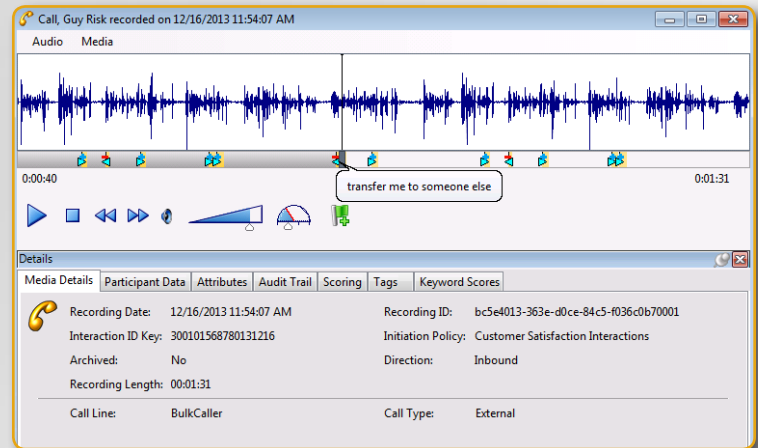 Call, Guy Risk recorded on 12/16/2013 11:54:07 AM
Audio Media
0:00:40 0:01:31
transfer me to someone else
Details
Media Details Participant Data Attributes Audit Trail Scoring Tags Keyword Scores
Recording Date: 12/16/2013 11:54:07 AM Recording ID: bc5e4013-363e-d0ce-84c5-f036c0b70001
Interaction ID Key: 300101568780131216 Initiation Policy: Customer Satisfaction Interactions
Archived: No Direction: Inbound
Recording Length: 00:01:31
Call Line: BulkCaller Call Type: External